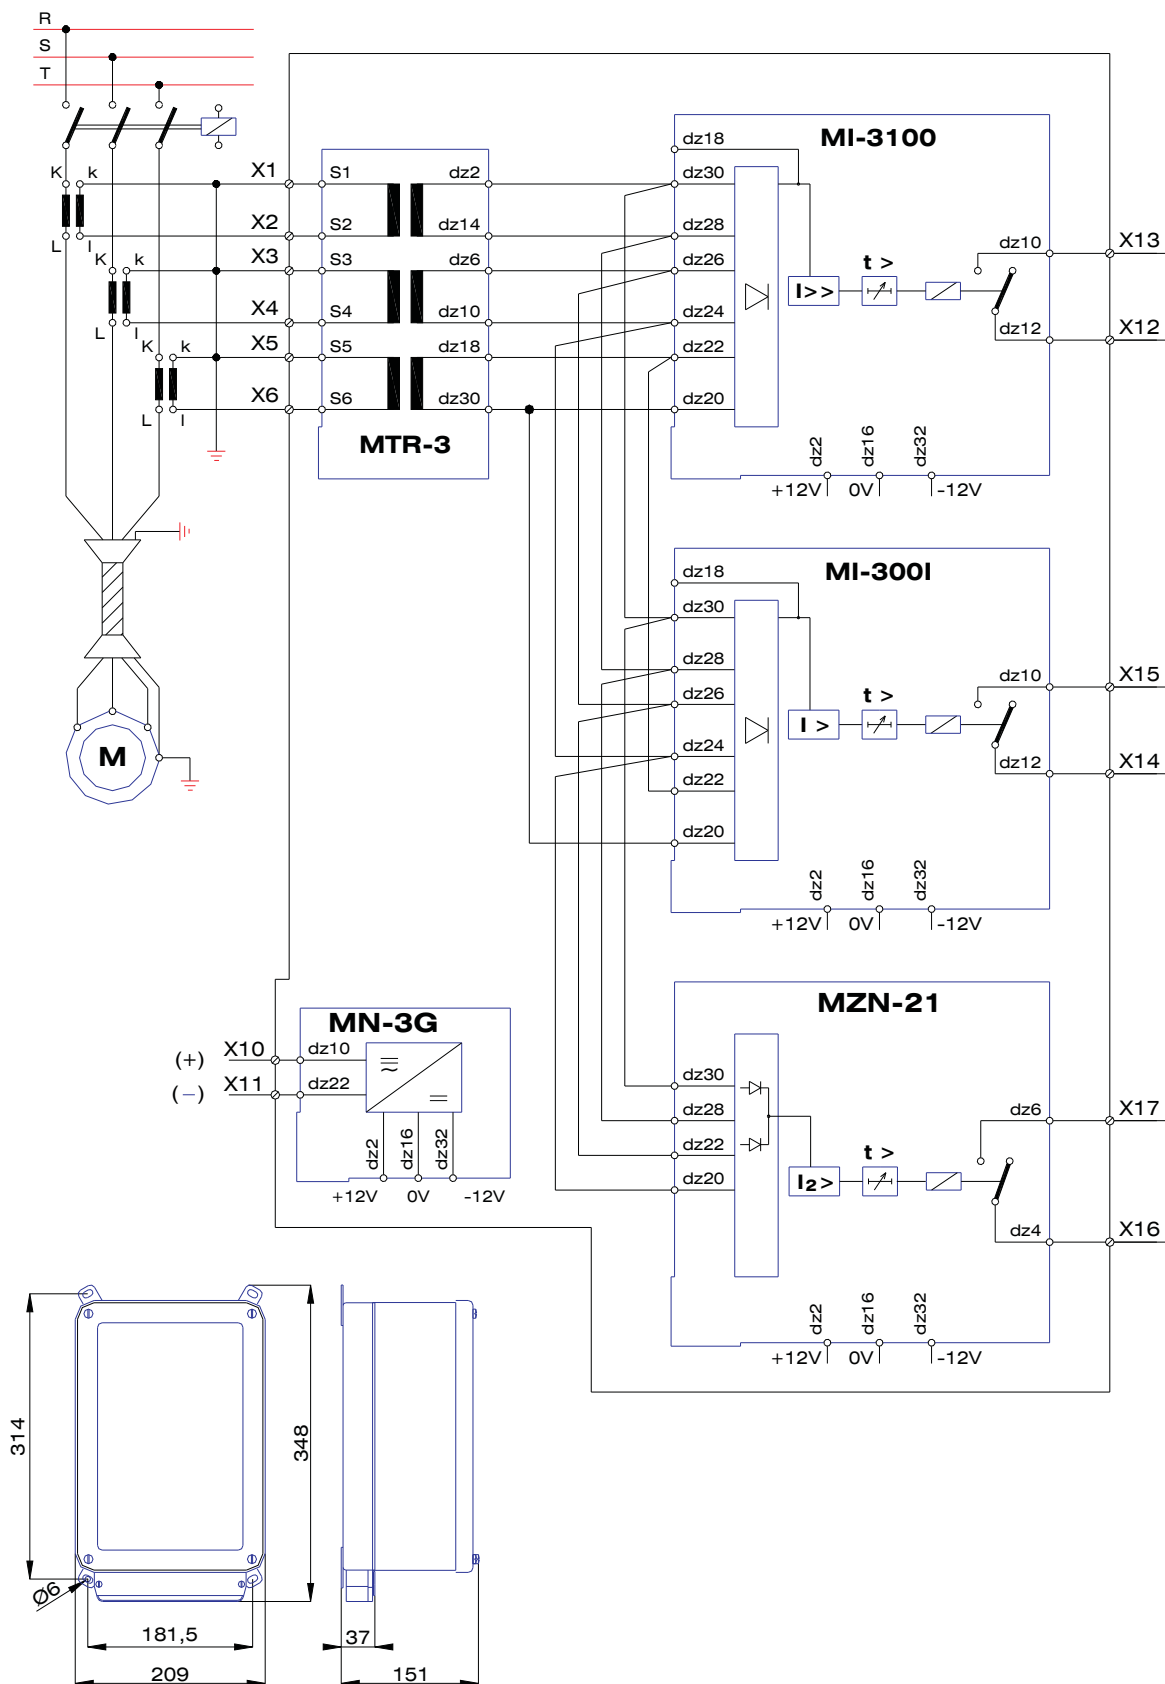 R
S
T
K
k
L
l
K
k
L
l
K
k
L
l
X1
X2
X3
X4
X5
X6
S1
S2
S3
S4
S5
S6
dz2
dz14
dz6
dz10
dz18
dz30
MTR-3
M
MI-3100
dz18
dz30
dz28
dz26
dz24
dz22
dz20
I>>
t >
dz10
dz12
X13
X12
dz2
dz16
dz32
+12V
0V
-12V
MI-300I
dz18
dz30
dz28
dz26
dz24
dz22
dz20
I >
t >
dz10
dz12
X15
X14
dz2
dz16
dz32
+12V
0V
-12V
MN-3G
(+)
X10
dz10
(−)
X11
dz22
dz2
dz16
dz32
+12V
0V
-12V
MZN-21
dz30
dz28
dz22
dz20
I2>
t >
dz6
dz4
X17
X16
dz2
dz16
dz32
+12V
0V
-12V
314
348
Ø6
181,5
209
37
151